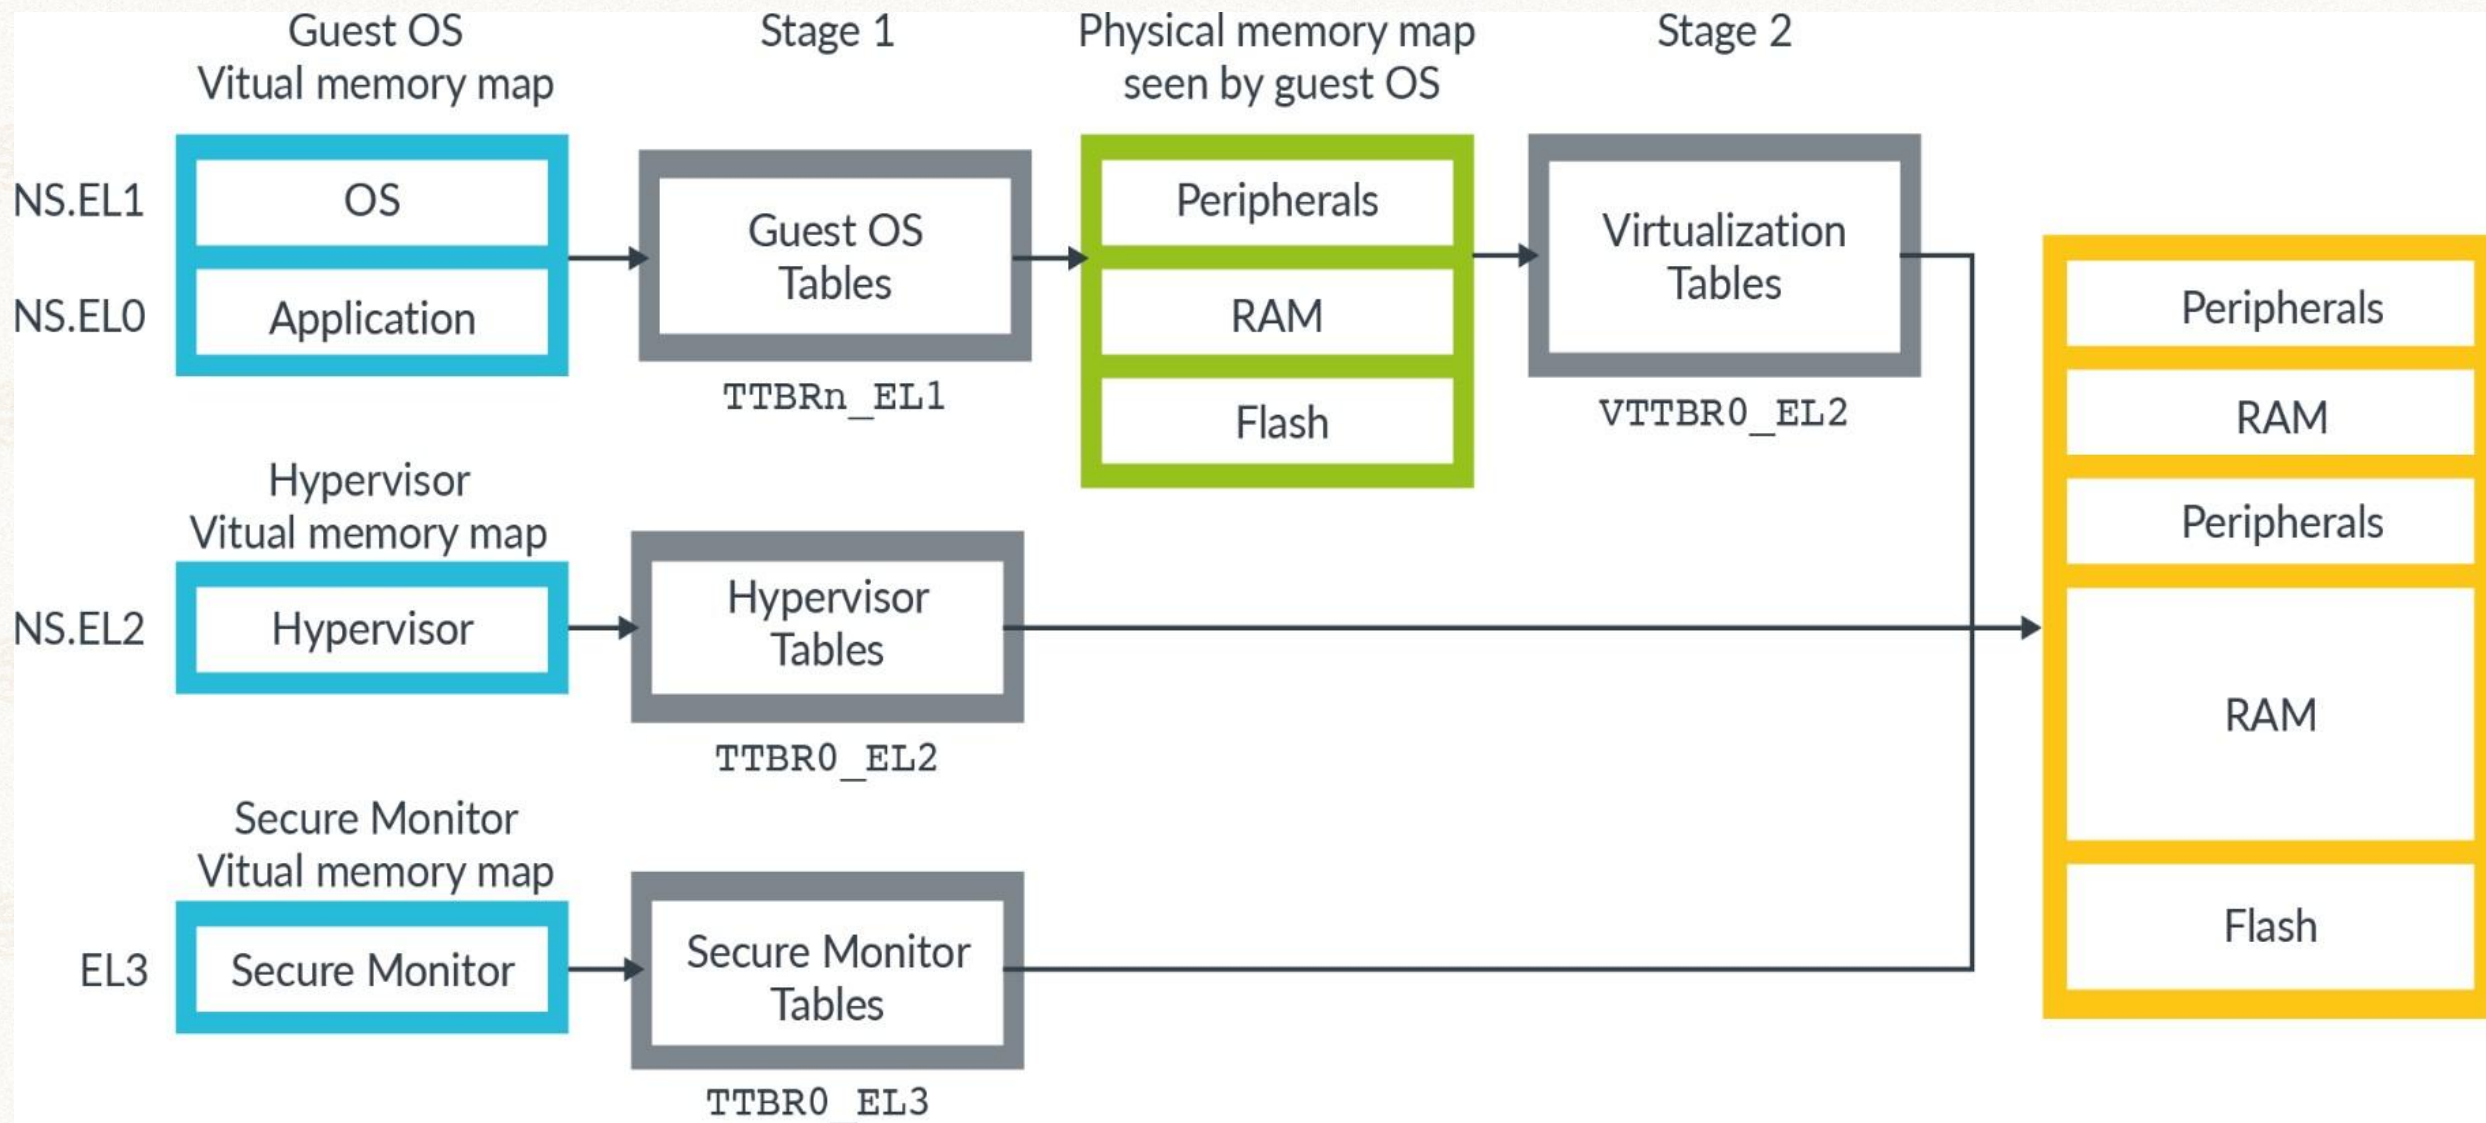 Guest OS
Vitual memory map
Stage 1
Physical memory map
seen by guest OS
Stage 2
NS.EL1
OS
NS.EL0
Application
Guest OS
Tables
TTBRn_EL1
Peripherals
RAM
Flash
Virtualization
Tables
VTTBR0_EL2
Hypervisor
Vitual memory map
NS.EL2
Hypervisor
Hypervisor
Tables
TTBR0_EL2
Secure Monitor
Vitual memory map
EL3
Secure Monitor
Secure Monitor
Tables
TTBR0_EL3
Peripherals
RAM
Peripherals
RAM
Flash